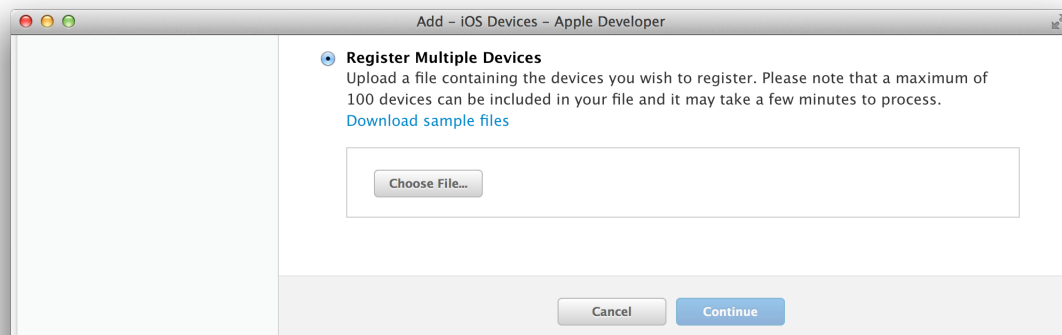 Add – iOS Devices – Apple Developer
Register Multiple Devices
Upload a file containing the devices you wish to register. Please note that a maximum of
100 devices can be included in your file and it may take a few minutes to process.
Download sample files
Choose File...
Cancel
Continue